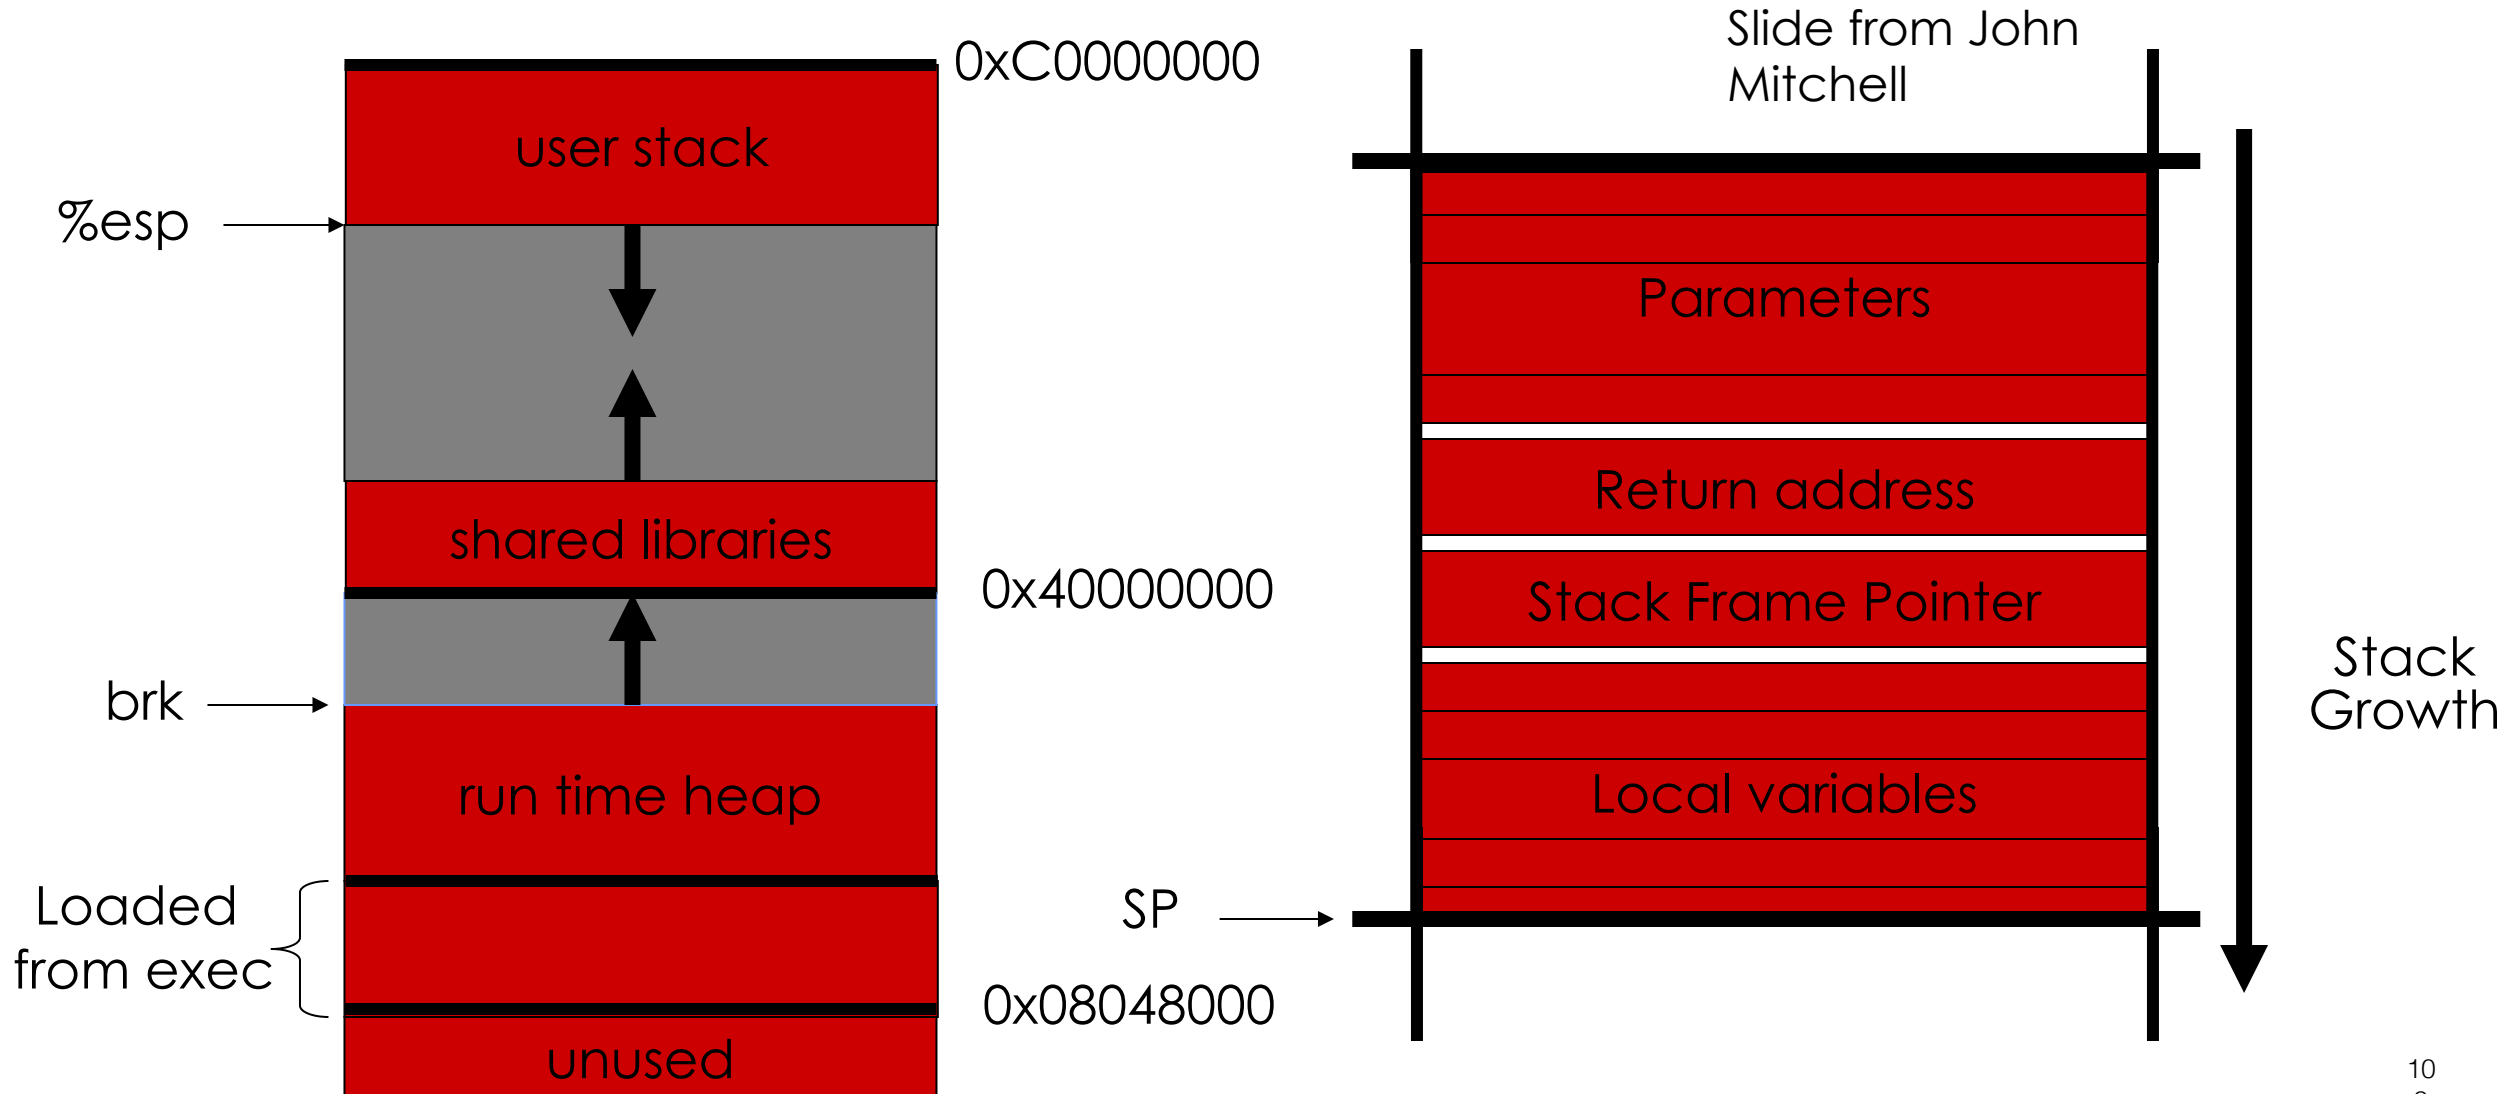 Slide from John
Mitchell
0xC0000000
user stack
%esp
shared libraries
0x40000000
brk
run time heap
Loaded
from exec
0x08048000
unused
Parameters
Return address
Stack Frame Pointer
Local variables
SP
Stack
Growth
10